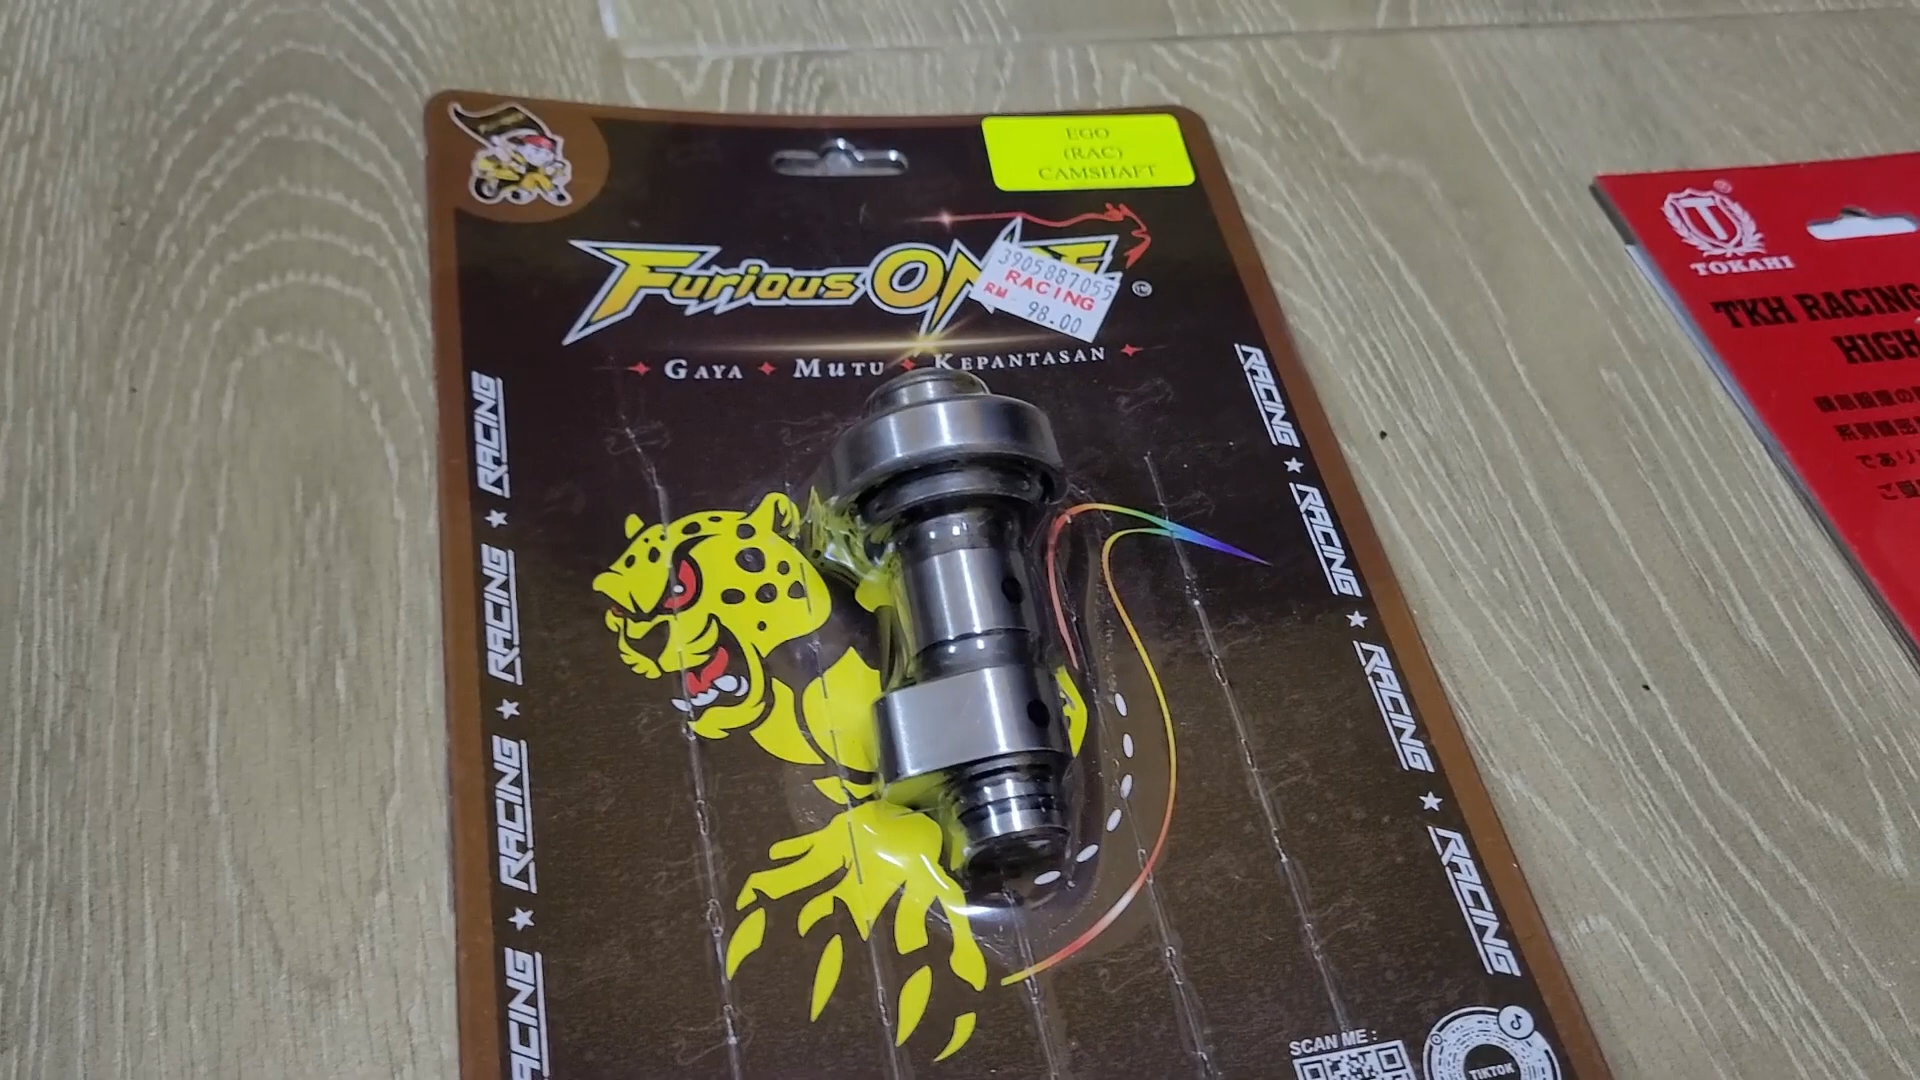 EGO
(RAC)
CAMSHAFT
Furious ONE
3905887055
RACING
RM 98.00
GAYA MUTU KEPANTASAN
RACING
RACING
RACING
RACING
RACING
RACING
RACING
RACING
SCAN ME :
TIKTOK
T
TOKAHI
TKH RACING
HIGH